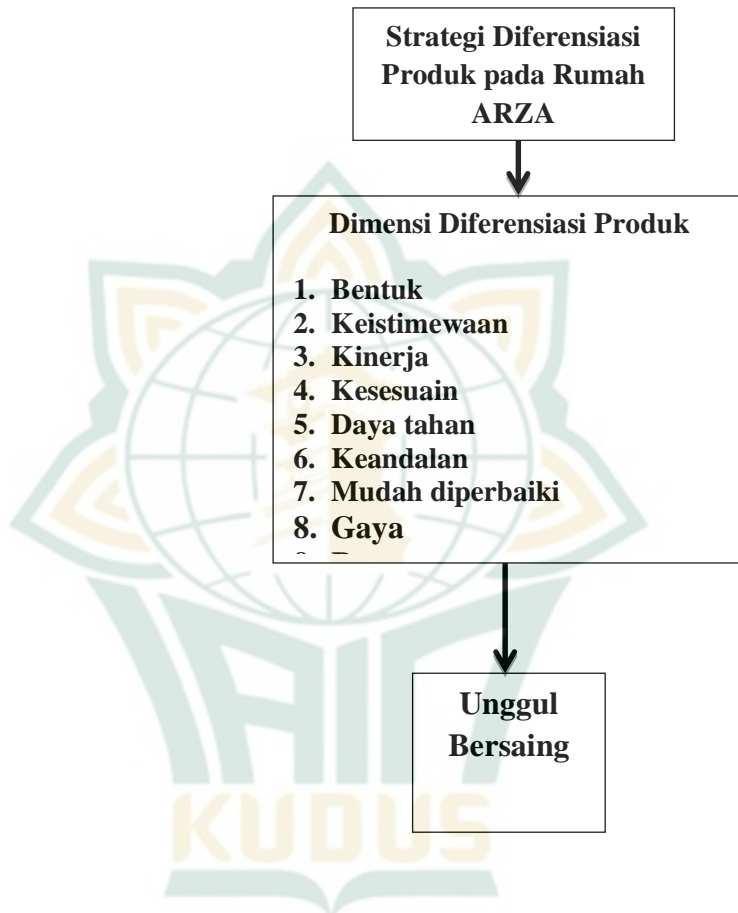 Strategi Diferensiasi
Produk pada Rumah
ARZA
Dimensi Diferensiasi Produk
1. Bentuk
2. Keistimewaan
3. Kinerja
4. Kesesuain
5. Daya tahan
6. Keandalan
7. Mudah diperbaiki
8. Gaya
Unggul
Bersaing
IAIN
KUDUS